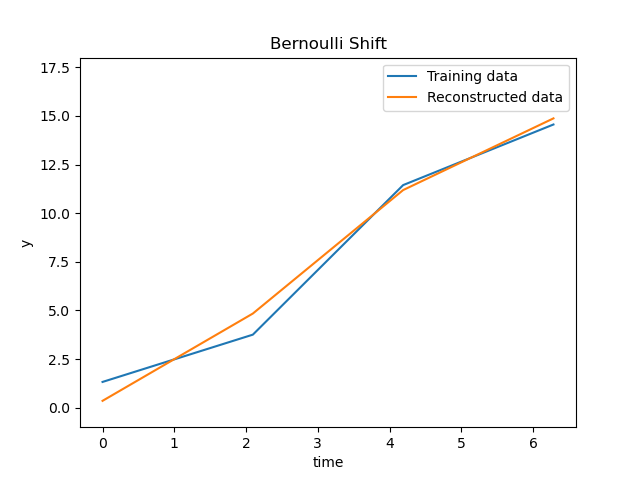 Bernoulli Shift
17.5
15.0
12.5
10.0
7.5
5.0
2.5
0.0
y
Training data
Reconstructed data
0 1 2 3 4 5 6
time